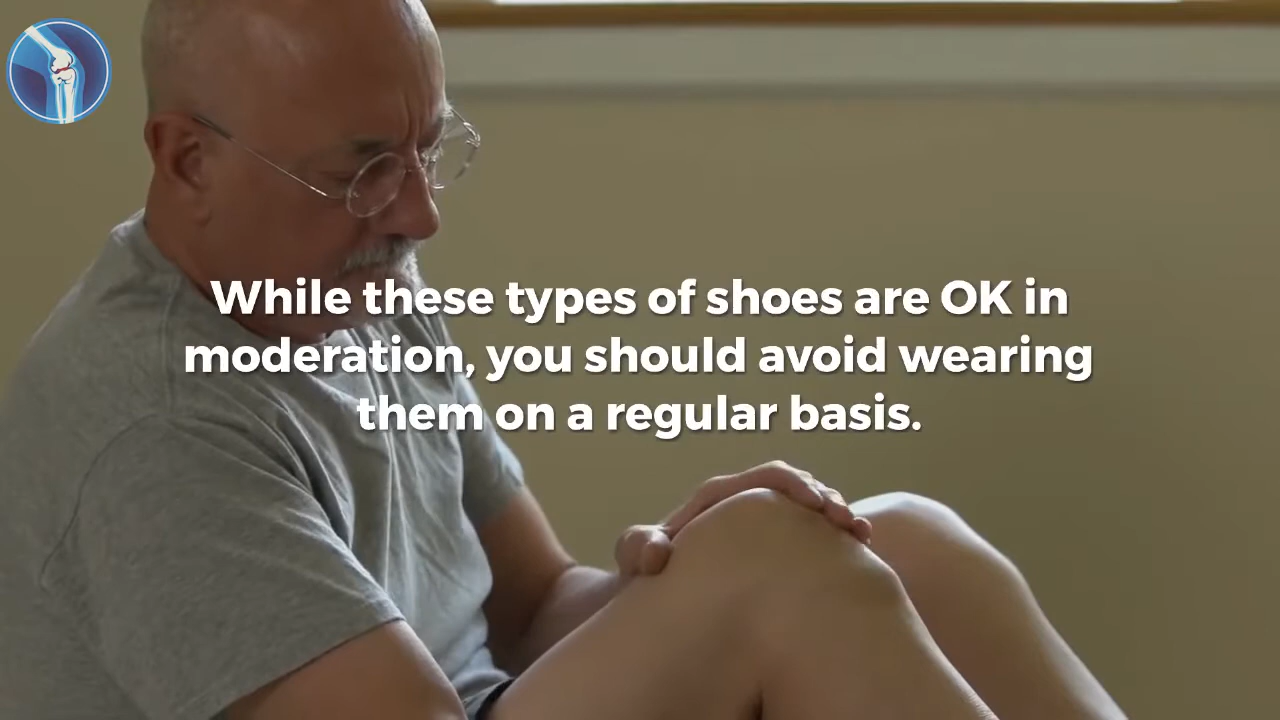 While these types of shoes are OK in
moderation, you should avoid wearing
them on a regular basis.